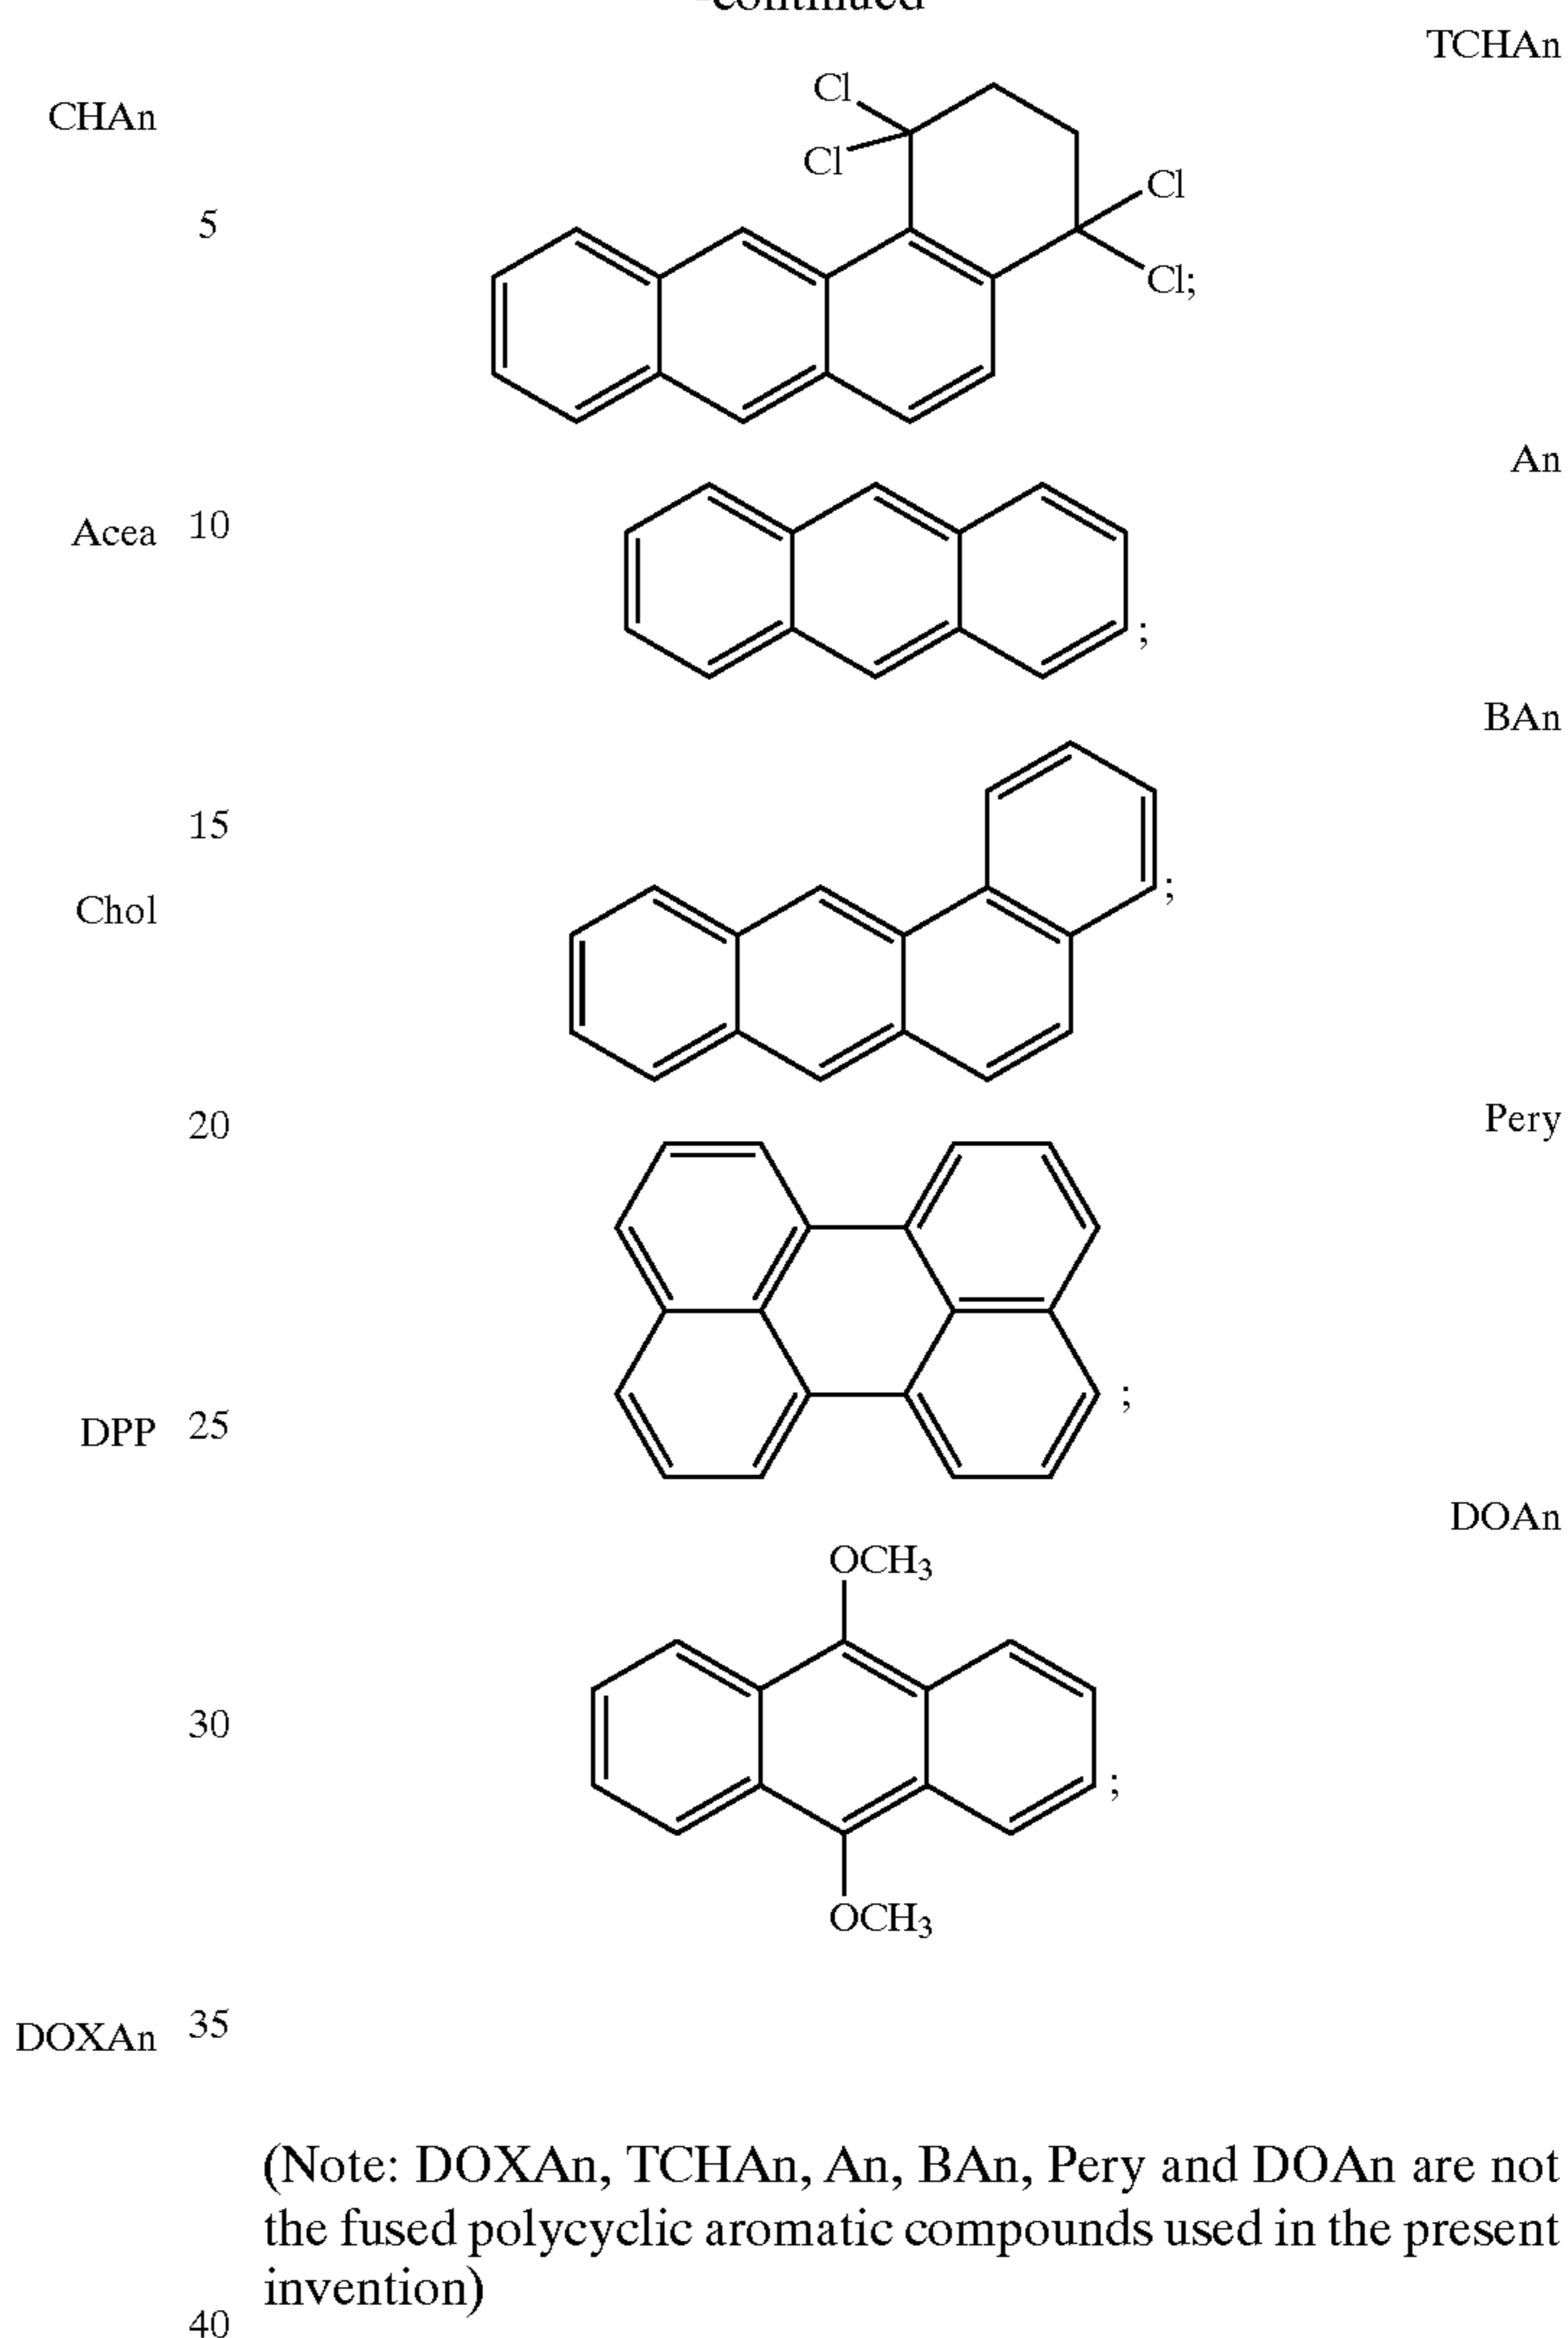 -continued
TCHAn
CHAn
Cl
Cl
Cl
5
Cl;
An
Acea 10
;
BAn
15
;
Chol
20
Pery
;
DPP 25
DOAn
OCH3
30
;
OCH3
DOXAn 35
(Note: DOXAn, TCHAn, An, BAn, Pery and DOAn are not
the fused polycyclic aromatic compounds used in the present
invention)
40